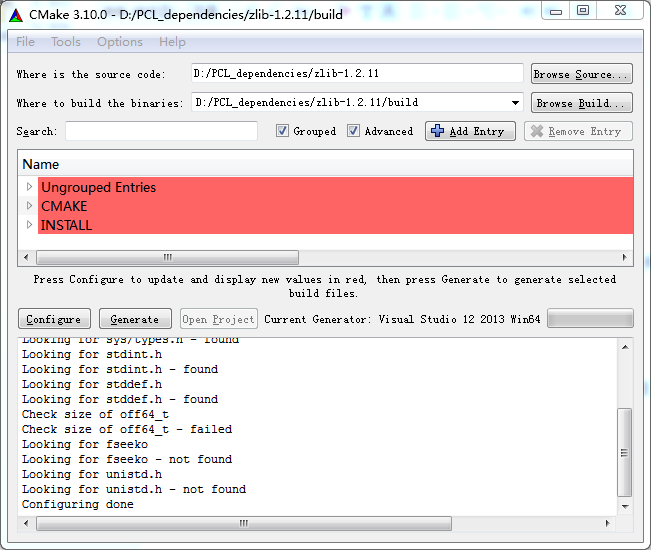 CMake 3.10.0 - D:/PCL_dependencies/zlib-1.2.11/build
File Tools Options Help
Where is the source code: D:/PCL_dependencies/zlib-1.2.11 Browse Source...
Where to build the binaries: D:/PCL_dependencies/zlib-1.2.11/build Browse Build...
Search: Grouped Advanced Add Entry Remove Entry
Name
Ungrouped Entries
CMAKE
INSTALL
Press Configure to update and display new values in red, then press Generate to generate selected
build files.
Configure Generate Open Project Current Generator: Visual Studio 12 2013 Win64
Looking for sys/types.h - found
Looking for stdint.h
Looking for stdint.h - found
Looking for stddef.h
Looking for stddef.h - found
Check size of off64_t
Check size of off64_t - failed
Looking for fseeko
Looking for fseeko - not found
Looking for unistd.h
Looking for unistd.h - not found
Configuring done